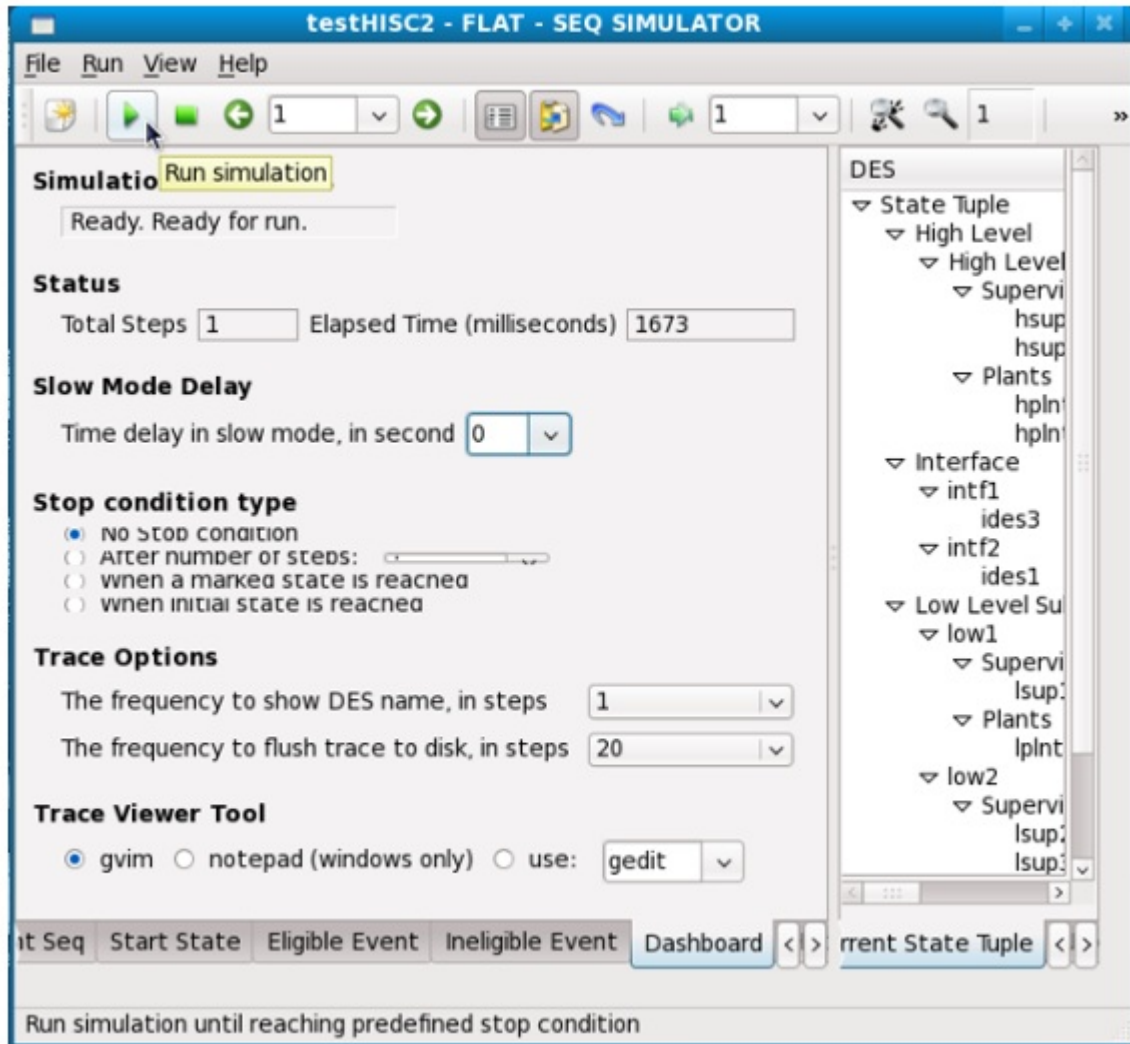 testHISC2 - FLAT - SEQ SIMULATOR
File Run View Help
1 1 1 »
Run simulation
Simulatio
Ready. Ready for run.
Status
Total Steps 1 Elapsed Time (milliseconds) 1673
Slow Mode Delay
Time delay in slow mode, in second 0
Stop condition type
No Stop condition
After number of steps:
When a marked state is reached
When initial state is reached
Trace Options
The frequency to show DES name, in steps 1
The frequency to flush trace to disk, in steps 20
Trace Viewer Tool
gvim notepad (windows only) use: gedit
nt Seq Start State Eligible Event Ineligible Event Dashboard < >
DES
State Tuple
High Level
High Level
Supervi
hsup
hsup
Plants
hpln
hpln
Interface
intf1
ides3
intf2
ides1
Low Level Su
low1
Supervi
lsup
Plants
lplnt
low2
Supervi
lsup
lsup
rrent State Tuple < >
Run simulation until reaching predefined stop condition